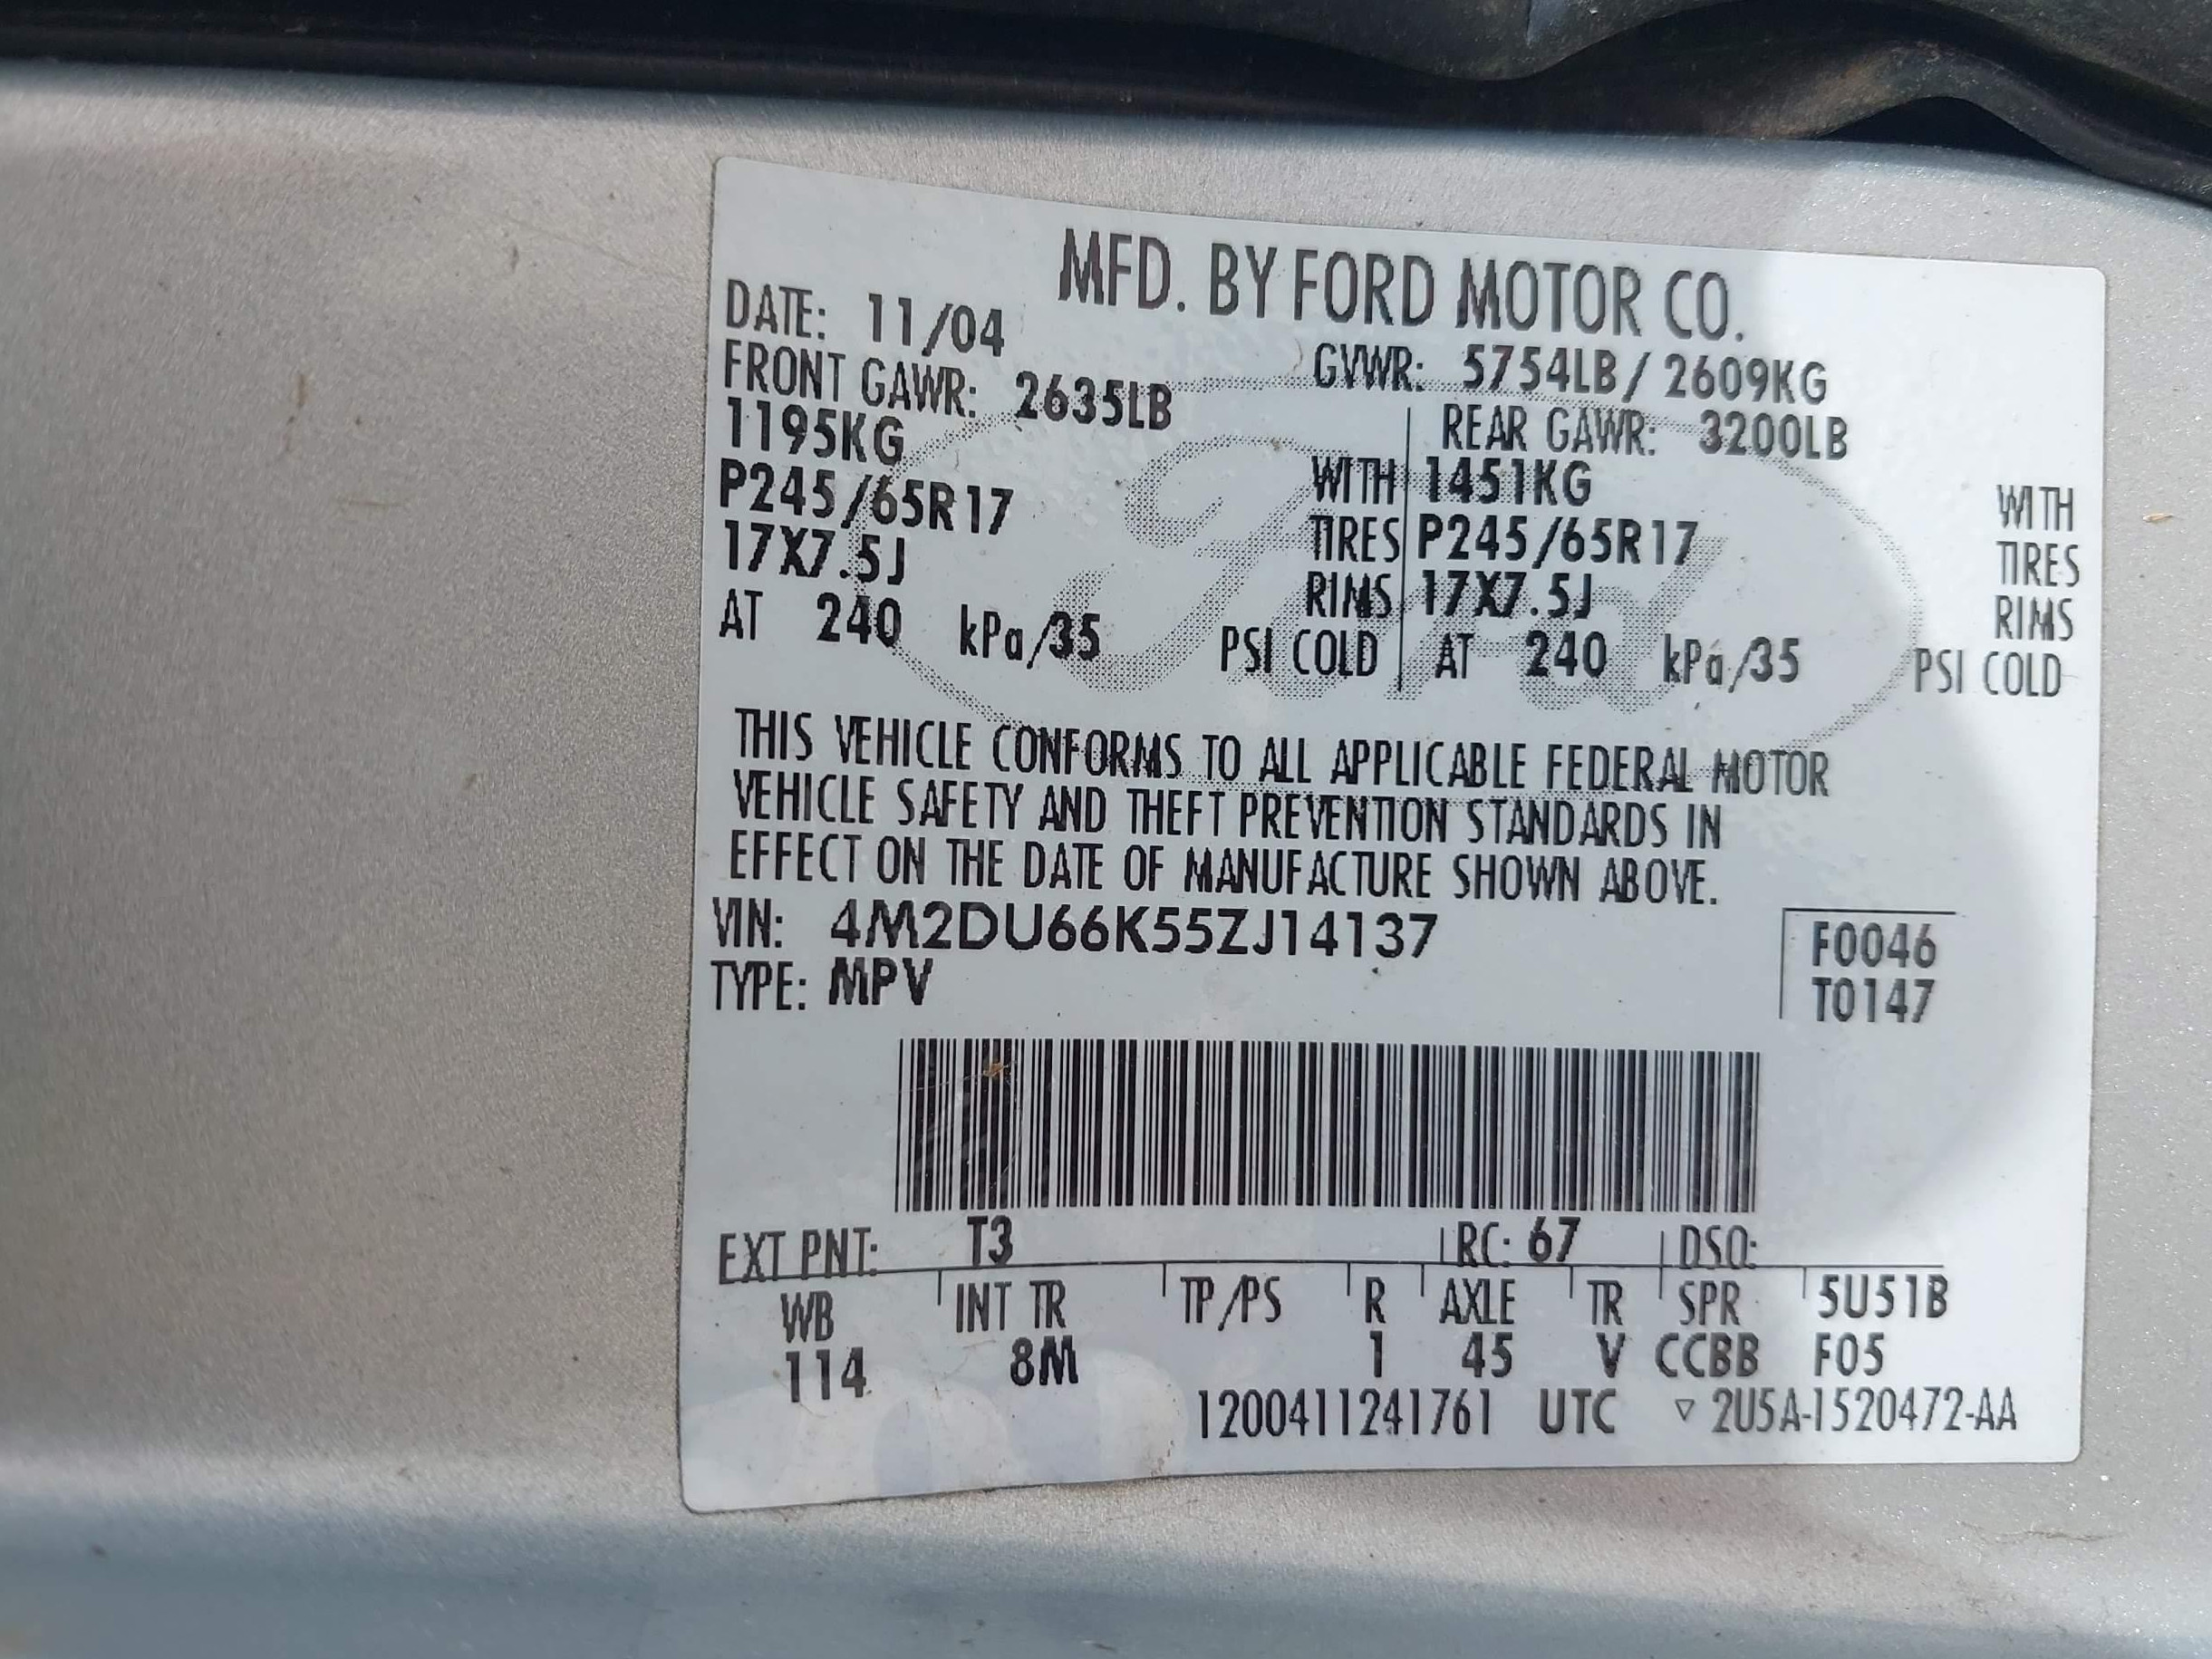 MFD. BY FORD MOTOR CO.
DATE: 11/04 GVWR: 5754LB/2609KG
FRONT GAWR: 2635LB REAR GAWR: 3200LB
1195KG WITH 1451KG WITH
P245/65R17 TIRES P245/65R17 TIRES
17X7.5J RIMS 17X7.5J RIMS
AT 240 kPa/35 PSI COLD AT 240 kPa/35 PSI COLD
Ford
THIS VEHICLE CONFORMS TO ALL APPLICABLE FEDERAL MOTOR
VEHICLE SAFETY AND THEFT PREVENTION STANDARDS IN
EFFECT ON THE DATE OF MANUFACTURE SHOWN ABOVE.
VIN: 4M2DU66K55ZJ14137 F0046
TYPE: MPV T0147
EXT PNT: T3 RC: 67 DSO:
WB INT TR TP/PS R AXLE TR SPR 5U51B
114 8M 1 45 V CCBB F05
1200411241761 UTC ▽ 2U5A-1520472-AA